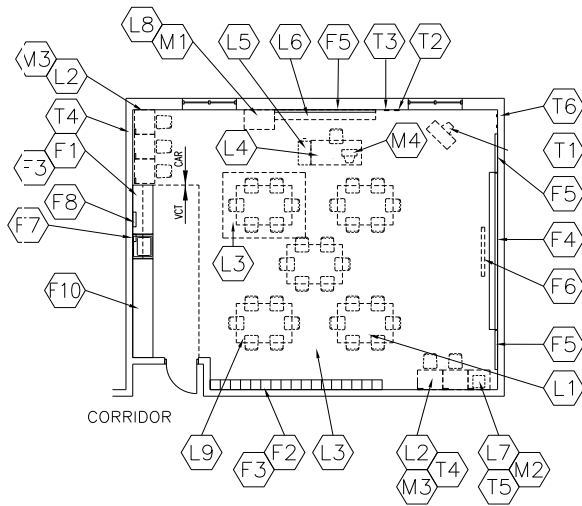 L8 L5 L6 F5 T3 T2
M1
M3 L2
T6
T4
F1 L4 M4 T1
F3 CAR F5
F8
F7 VCT F4
L3
F6
F10
F5
L1
CORRIDOR
L9 F2 L3 L2 L7
F3 T4 M2
M3 T5